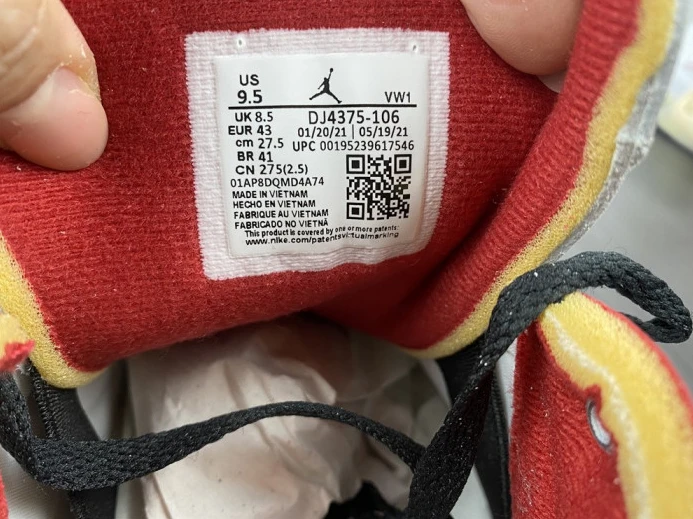 US
9.5
VW1
UK 8.5
EUR 43
cm 27.5
BR 41
CN 275(2.5)
DJ4375-106
01/20/21 | 05/19/21
UPC 00195239617546
01AP8DQMD4A74
MADE IN VIETNAM
HECHO EN VIETNAM
FABRIQUE AU VIETNAM
FABRICADO NO VIETNÃ
This product is covered by one or more patents:
www.nike.com/patentsvirtualmarking